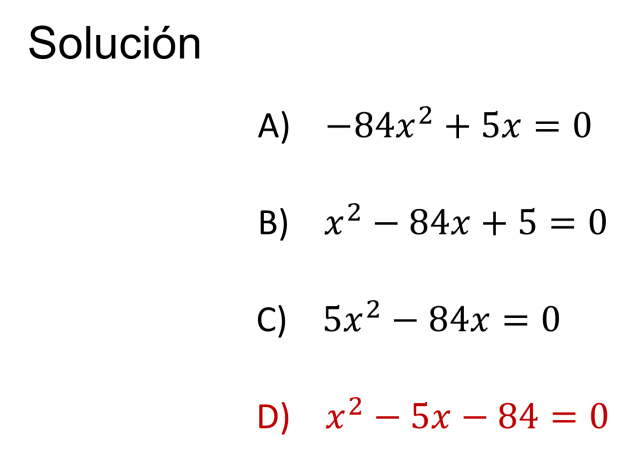 Solución
A) −84x² + 5x = 0
B) x² − 84x + 5 = 0
C) 5x² − 84x = 0
D) x² − 5x − 84 = 0